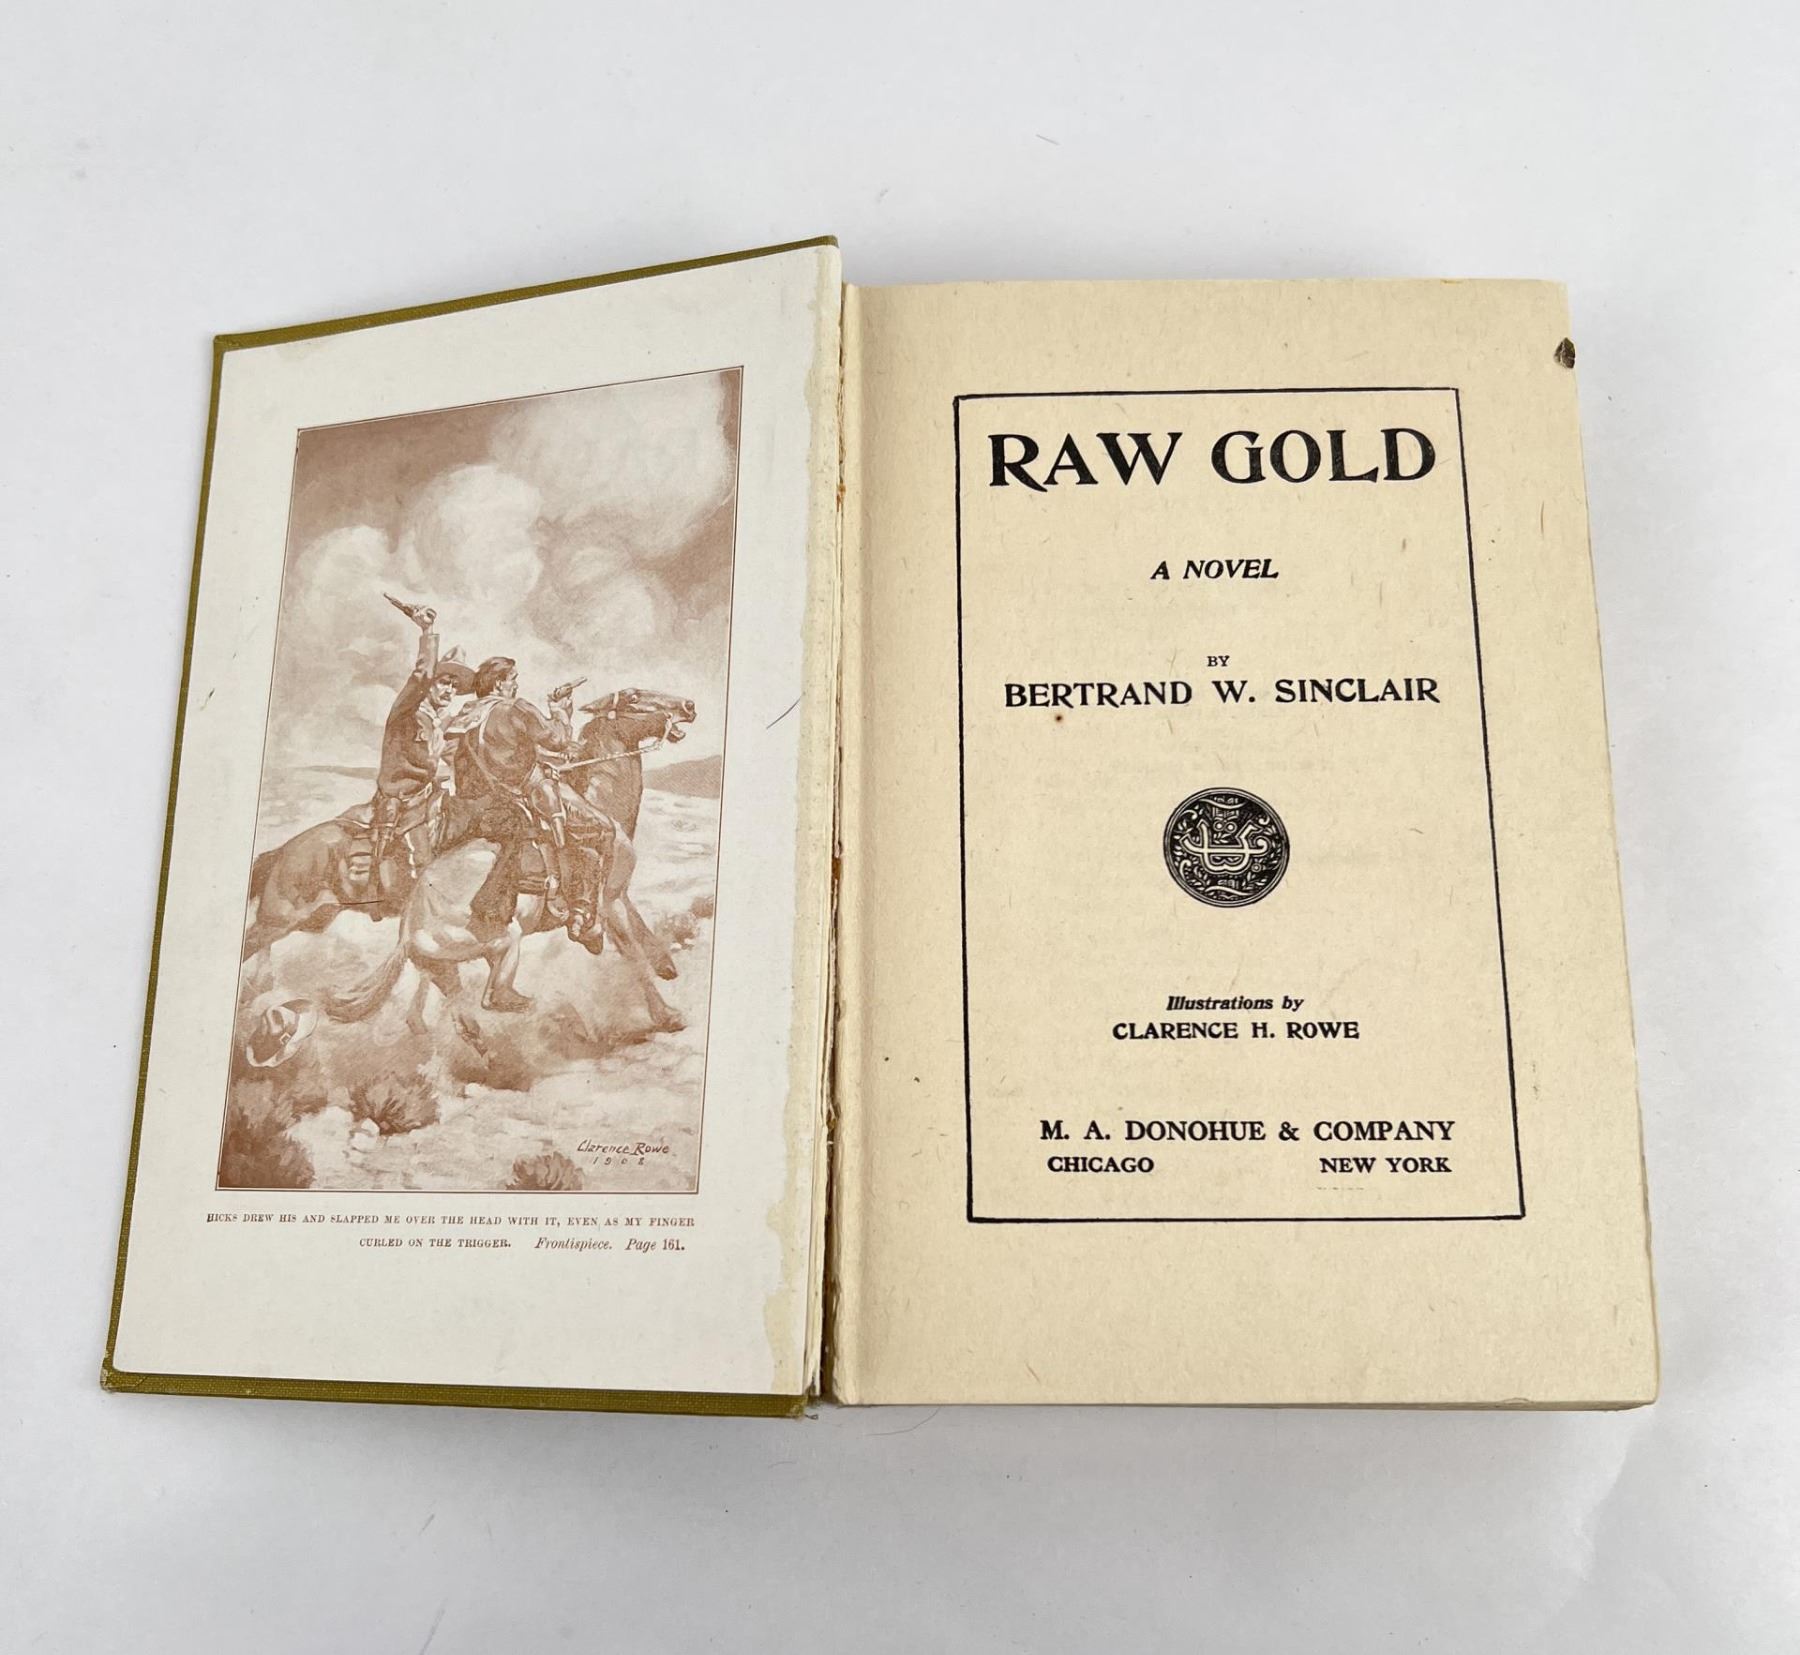 Clarence Rowe
1908
HICKS DREW HIS AND SLAPPED ME OVER THE HEAD WITH IT, EVEN AS MY FINGER
CURLED ON THE TRIGGER. Frontispiece. Page 161.
RAW GOLD
A NOVEL
BY
BERTRAND W. SINCLAIR
Illustrations by
CLARENCE H. ROWE
M. A. DONOHUE & COMPANY
CHICAGO NEW YORK